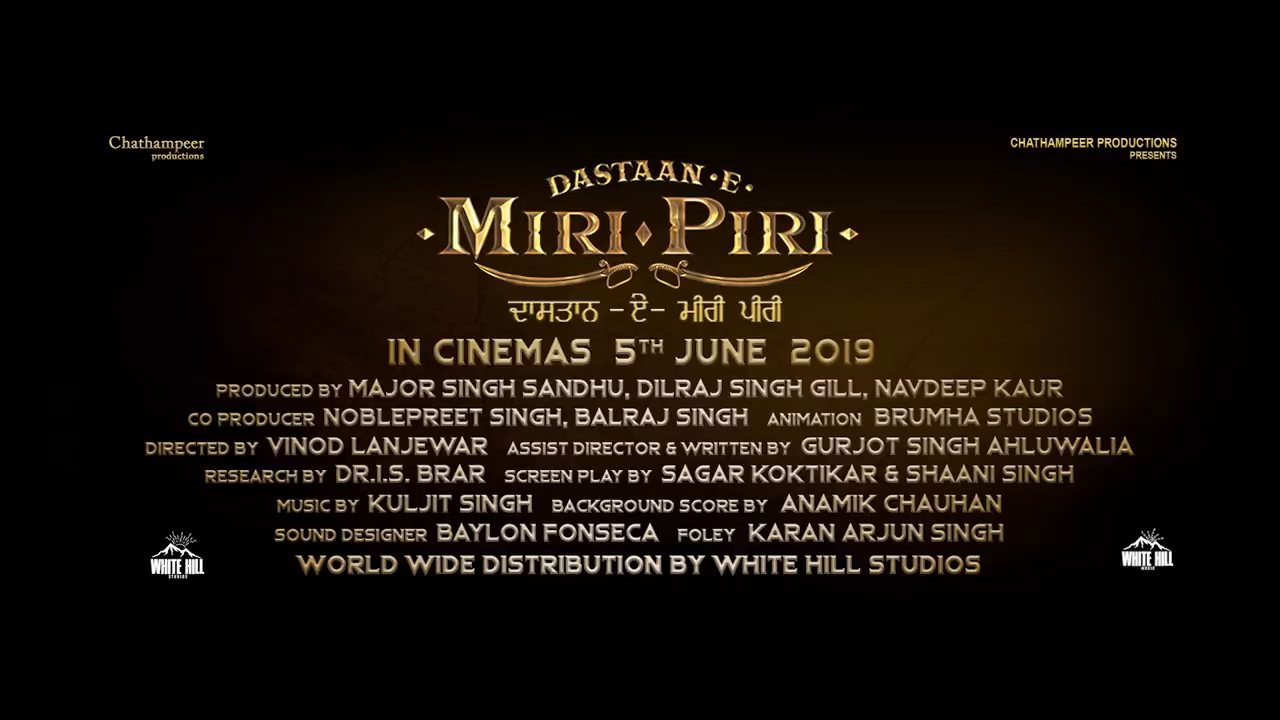 Chathampeer
productions
CHATHAMPEER PRODUCTIONS
PRESENTS
DASTAAN·E·
·MIRI·PIRI·
ਦਾਸਤਾਨ -ਏ- ਮੀਰੀ ਪੀਰੀ
IN CINEMAS 5TH JUNE 2019
PRODUCED BY MAJOR SINGH SANDHU, DILRAJ SINGH GILL, NAVDEEP KAUR
CO PRODUCER NOBLEPREET SINGH, BALRAJ SINGH ANIMATION BRUMHA STUDIOS
DIRECTED BY VINOD LANJEWAR ASSIST DIRECTOR & WRITTEN BY GURJOT SINGH AHLUWALIA
RESEARCH BY DR.I.S. BRAR SCREEN PLAY BY SAGAR KOKTIKAR & SHAANI SINGH
MUSIC BY KULJIT SINGH BACKGROUND SCORE BY ANAMIK CHAUHAN
SOUND DESIGNER BAYLON FONSECA FOLEY KARAN ARJUN SINGH
WORLD WIDE DISTRIBUTION BY WHITE HILL STUDIOS
WHITE HILL
STUDIOS
WHITE HILL
MUSIC